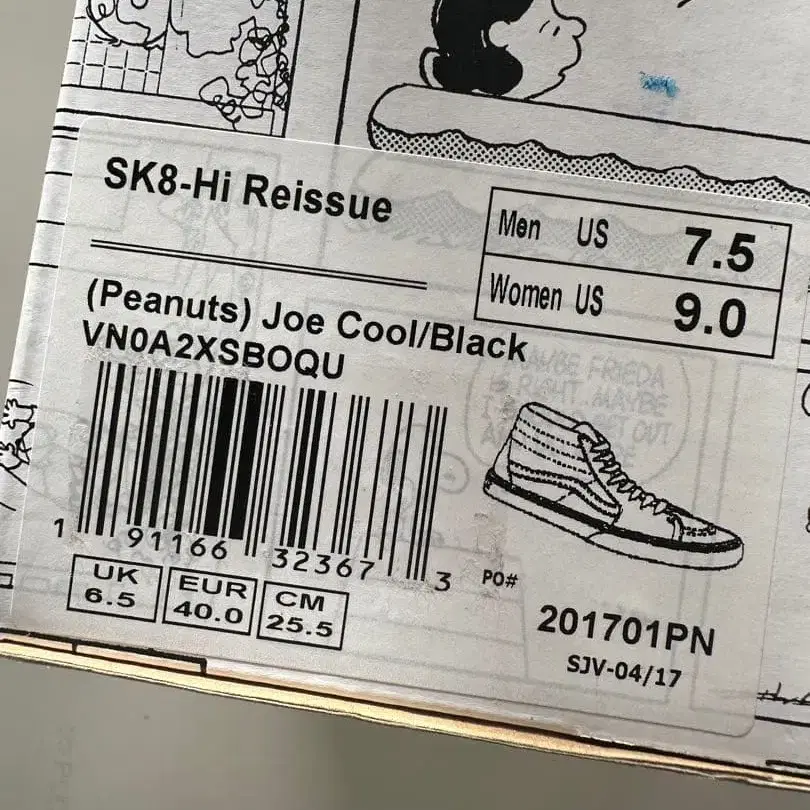 SK8-Hi Reissue
Men US 7.5
Women US 9.0
(Peanuts) Joe Cool/Black
VN0A2XSBOQU
MAYBE FRIEDA
IS RIGHT. MAYBE
GET OUT
1 91166 32367 3
UK
6.5
EUR
40.0
CM
25.5
PO#
201701PN
SJV-04/17